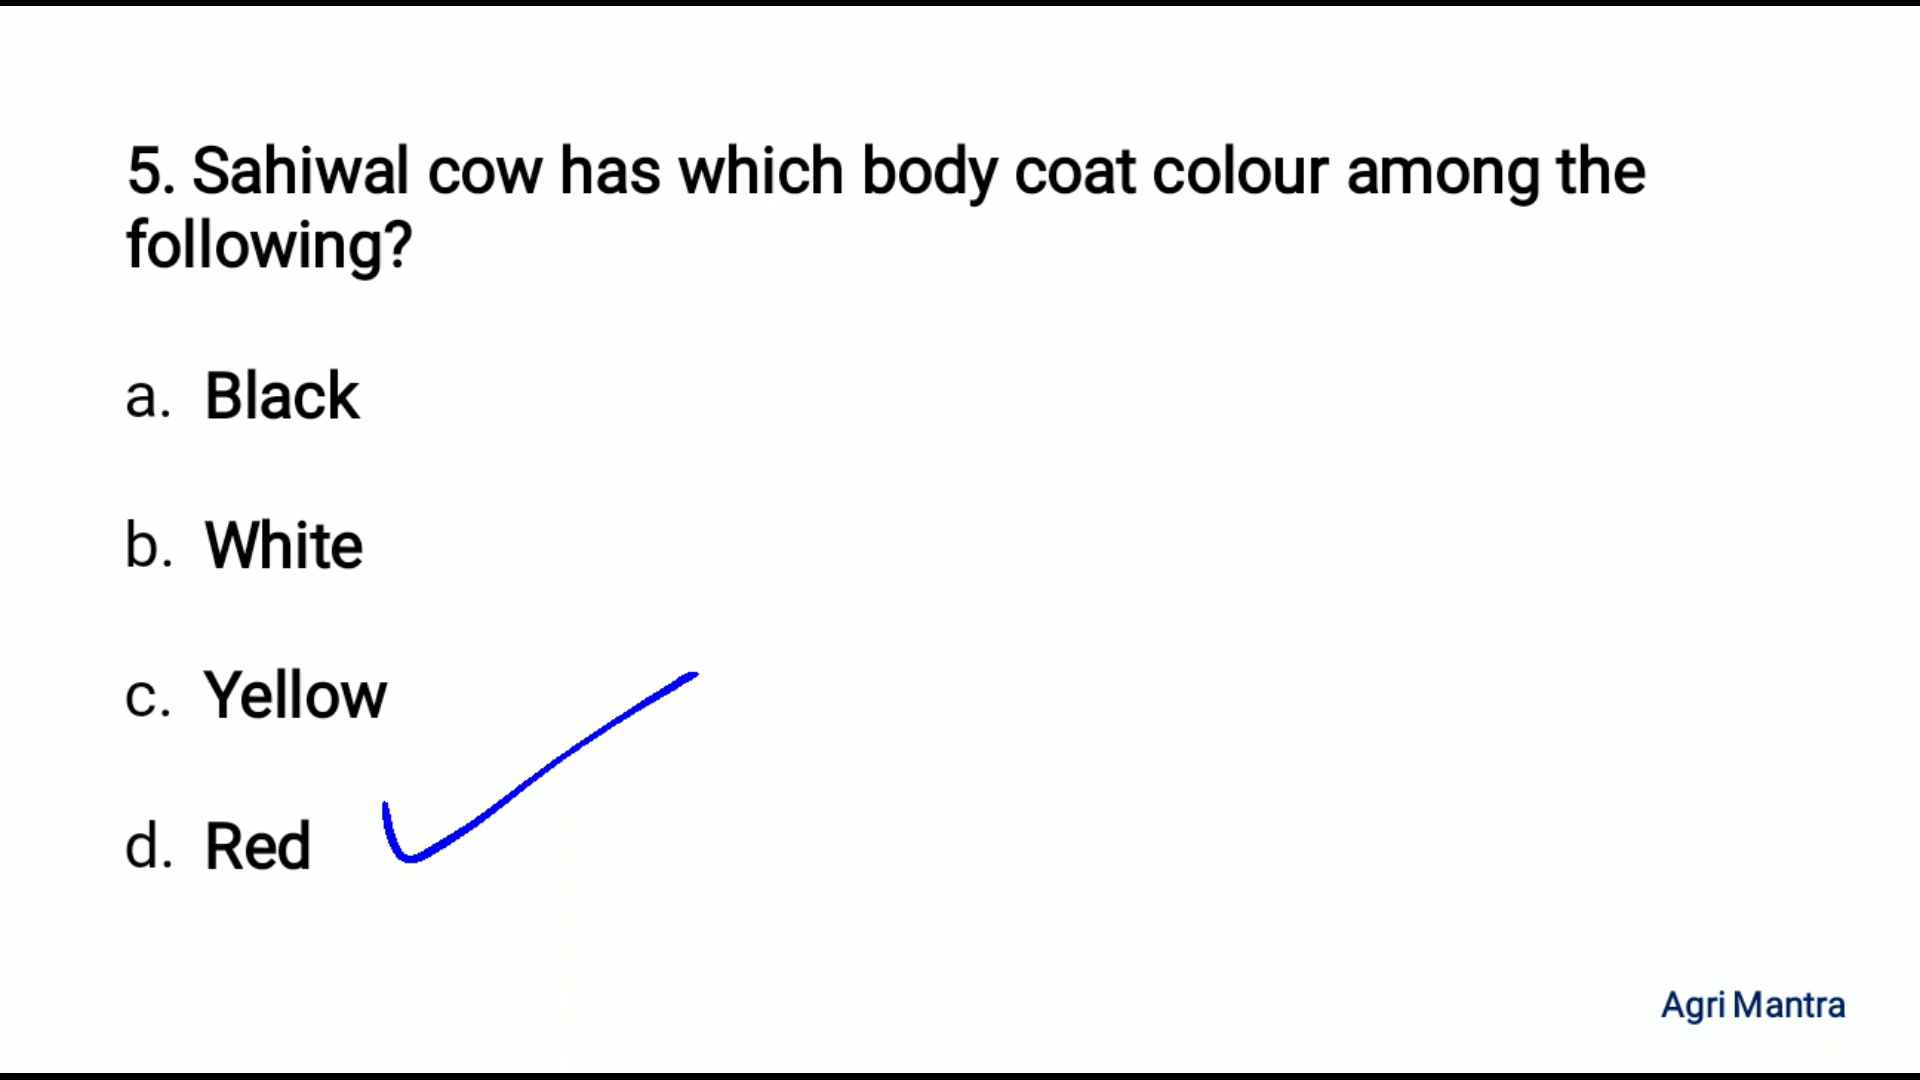 5. Sahiwal cow has which body coat colour among the
following?
a. Black
b. White
c. Yellow
d. Red
Agri Mantra